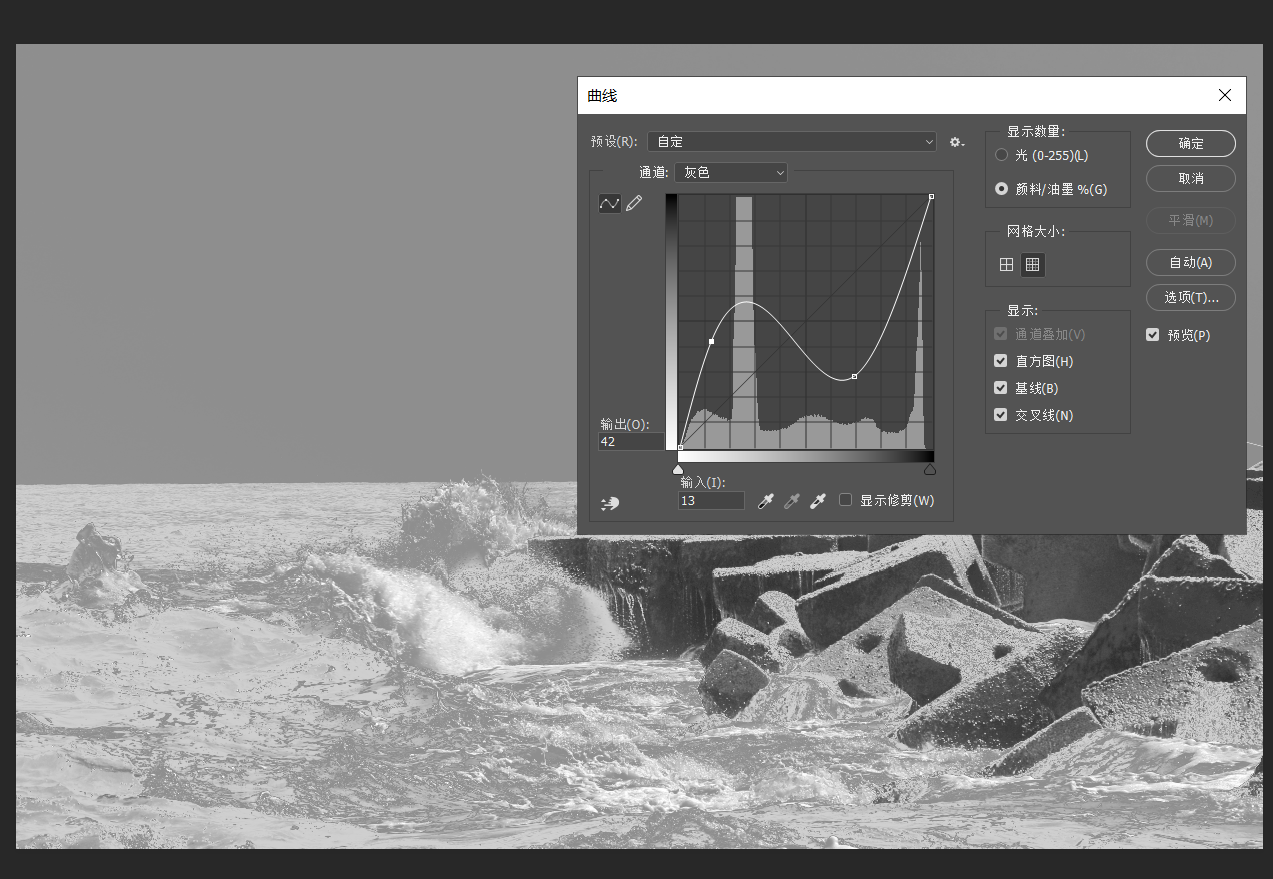 曲线
预设(R): 自定
通道: 灰色
输出(O):
42
输入(I):
13
显示修剪(W)
显示数量:
光 (0-255)(L)
颜料/油墨 %(G)
网格大小:
显示:
通道叠加(V)
直方图(H)
基线(B)
交叉线(N)
确定
取消
平滑(M)
自动(A)
选项(T)...
预览(P)